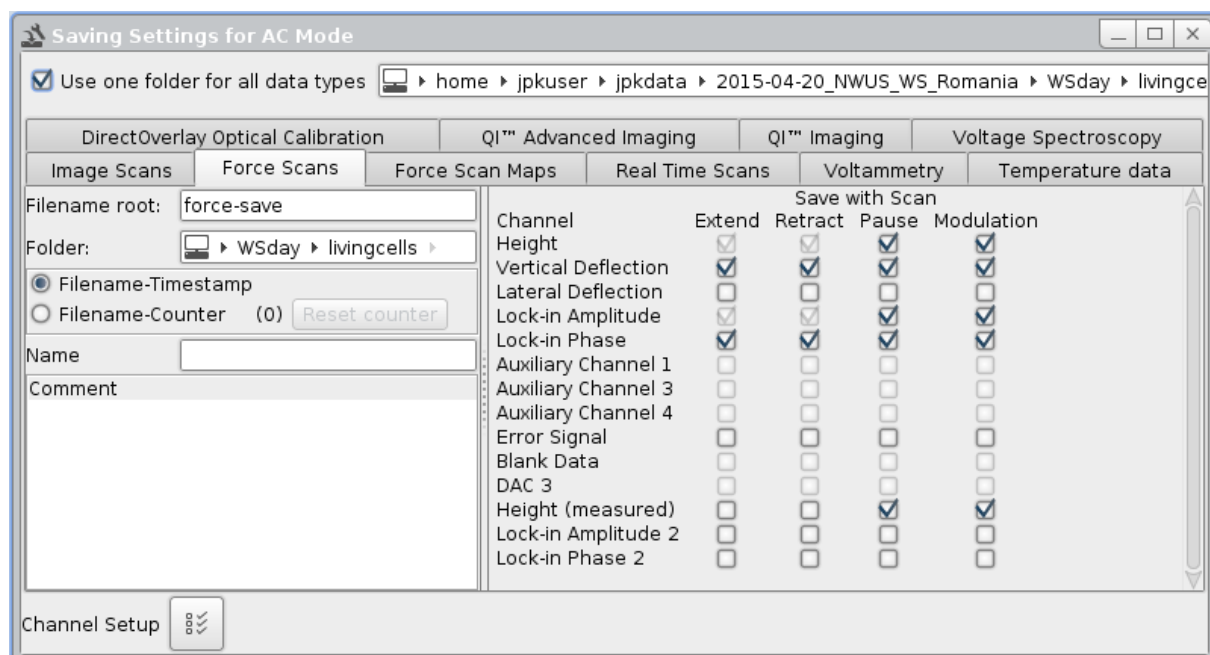 Saving Settings for AC Mode
Use one folder for all data types home jpkuser jpkdata 2015-04-20_NWUS_WS_Romania WSday livingce
DirectOverlay Optical Calibration QI™ Advanced Imaging QI™ Imaging Voltage Spectroscopy
Image Scans Force Scans Force Scan Maps Real Time Scans Voltammetry Temperature data
Filename root: force-save
Folder: WSday livingcells
Filename-Timestamp
Filename-Counter (0) Reset counter
Name
Comment
Save with Scan
Channel Extend Retract Pause Modulation
Height
Vertical Deflection
Lateral Deflection
Lock-in Amplitude
Lock-in Phase
Auxiliary Channel 1
Auxiliary Channel 3
Auxiliary Channel 4
Error Signal
Blank Data
DAC 3
Height (measured)
Lock-in Amplitude 2
Lock-in Phase 2
Channel Setup